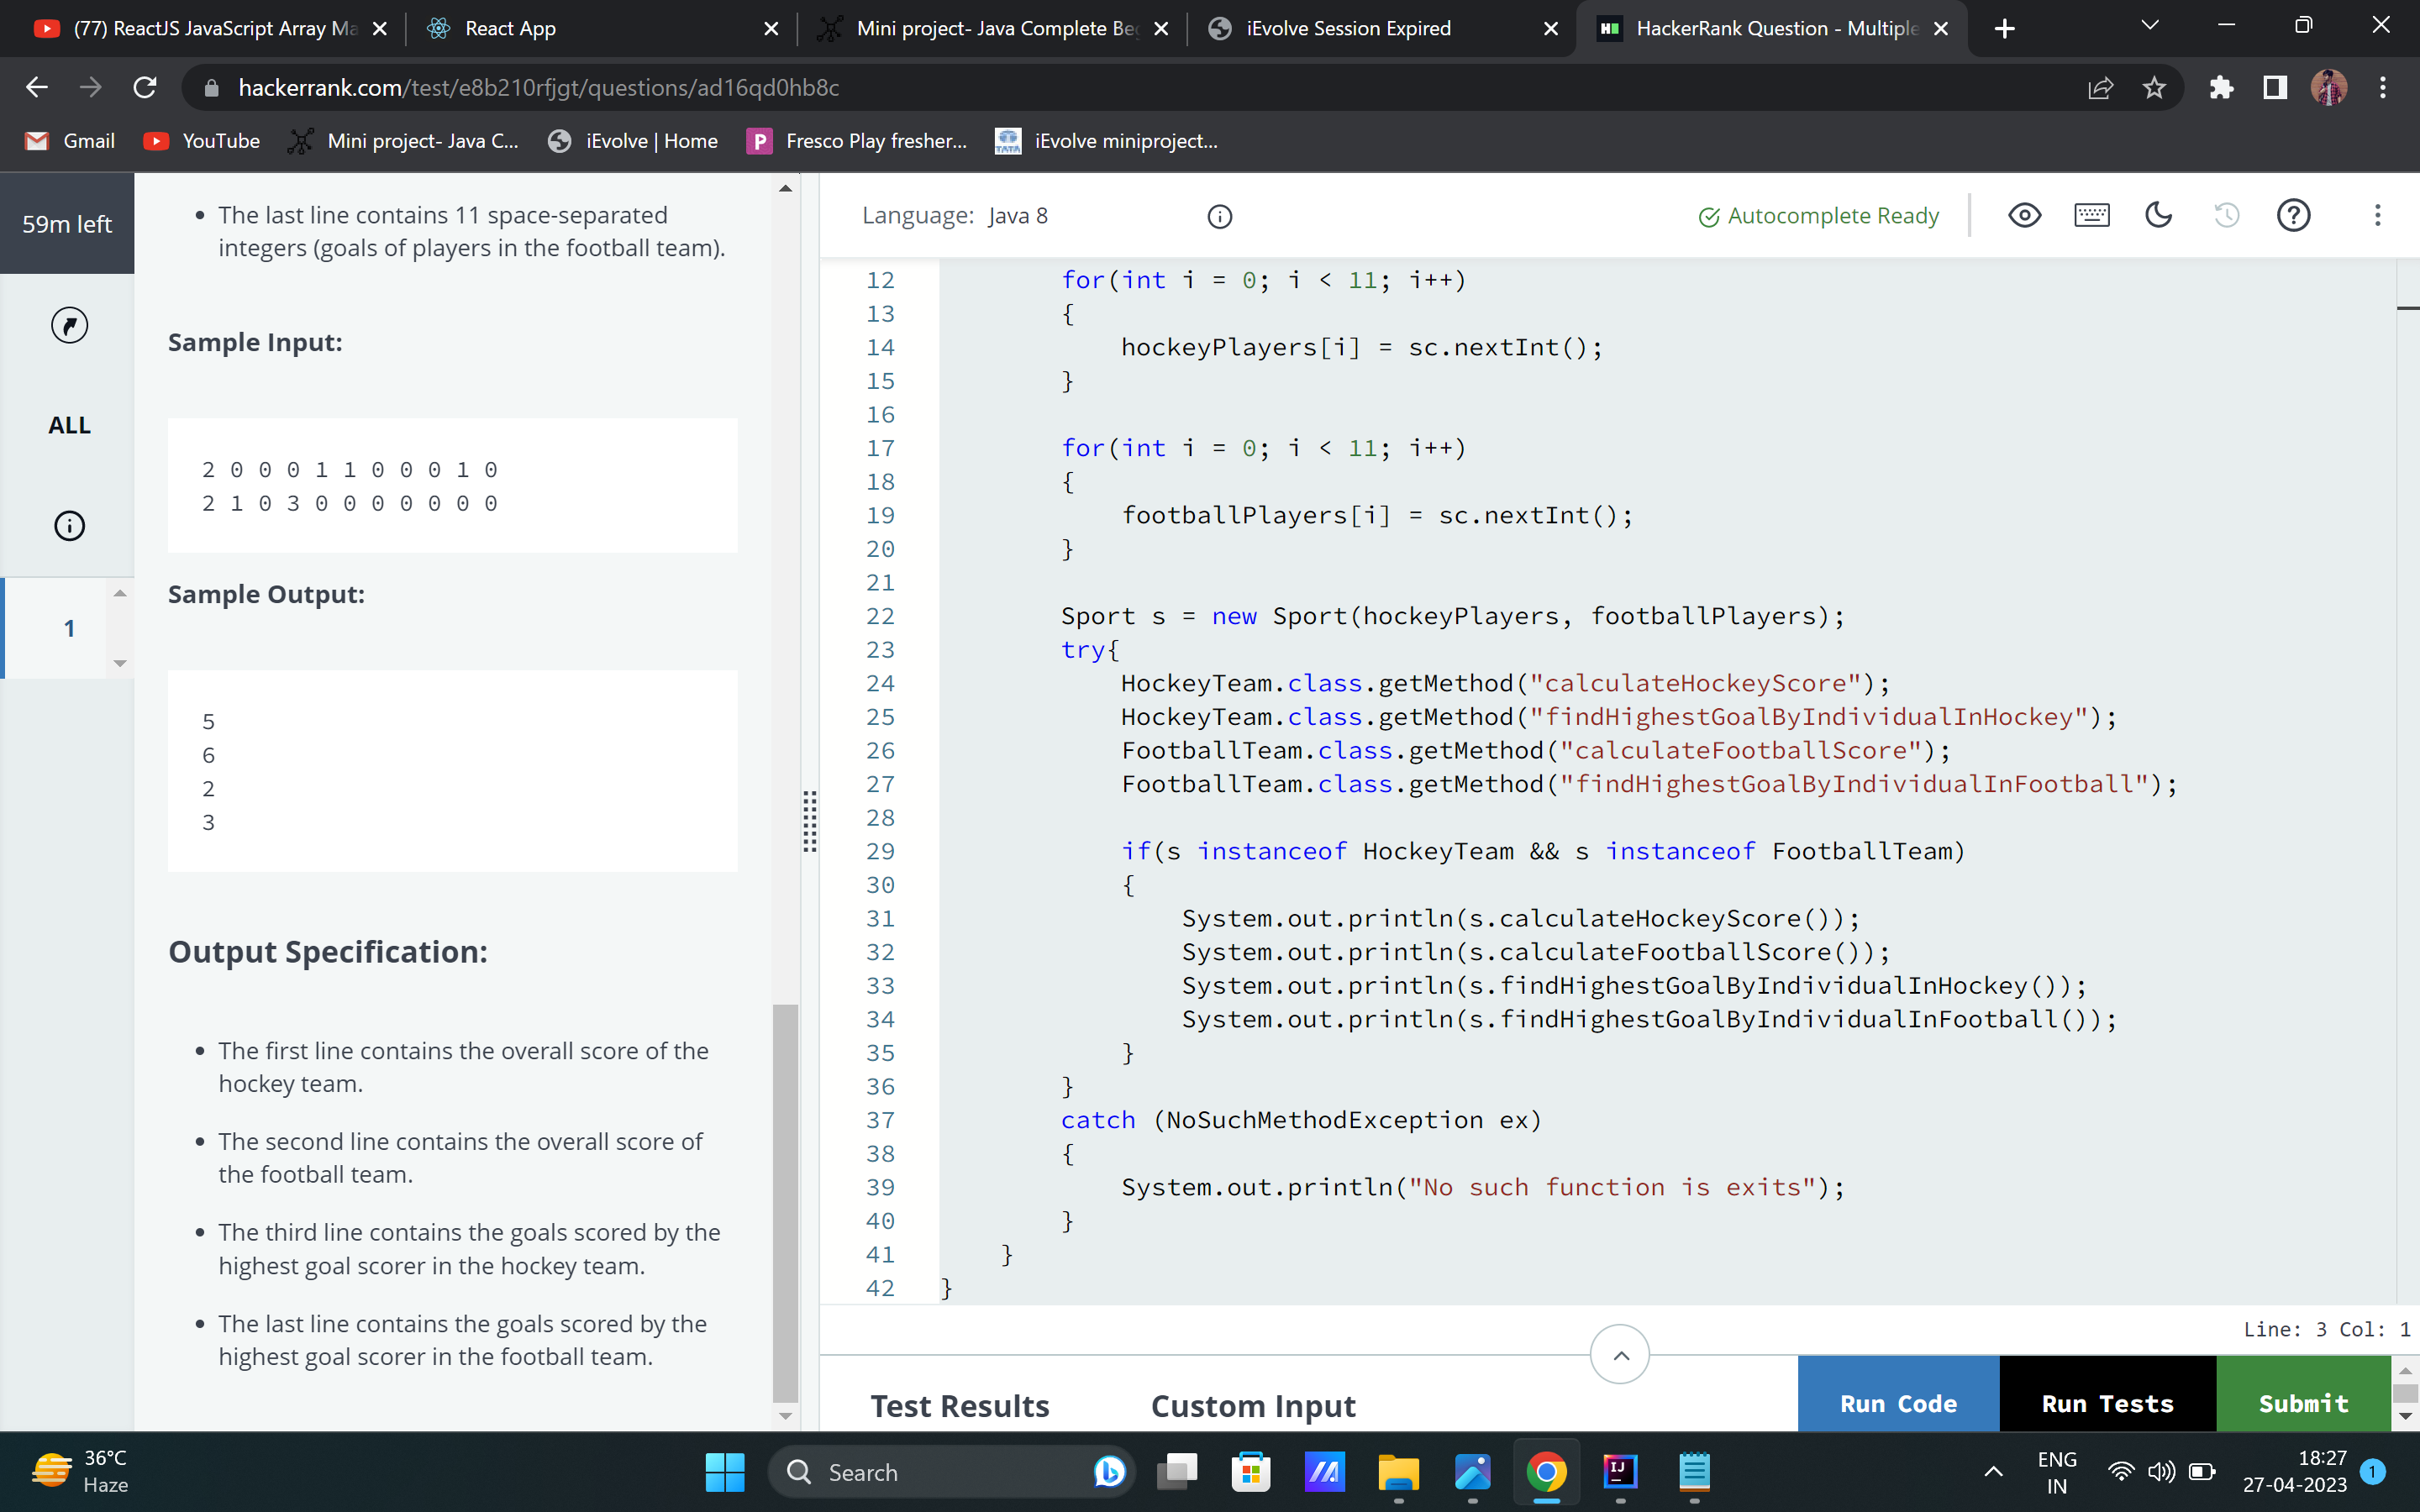 (77) ReactJS JavaScript Array Ma
React App
Mini project- Java Complete Be
iEvolve Session Expired
HackerRank Question - Multiple
hackerrank.com/test/e8b210rfjgt/questions/ad16qd0hb8c
Gmail
YouTube
Mini project- Java C...
iEvolve | Home
Fresco Play fresher...
iEvolve miniproject...
59m left
ALL
1
• The last line contains 11 space-separated
integers (goals of players in the football team).
Sample Input:
2 0 0 0 1 1 0 0 0 1 0
2 1 0 3 0 0 0 0 0 0 0
Sample Output:
5
6
2
3
Output Specification:
• The first line contains the overall score of the
hockey team.
• The second line contains the overall score of
the football team.
• The third line contains the goals scored by the
highest goal scorer in the hockey team.
• The last line contains the goals scored by the
highest goal scorer in the football team.
Language: Java 8
Autocomplete Ready
12 for(int i = 0; i < 11; i++)
13 {
14 hockeyPlayers[i] = sc.nextInt();
15 }
16
17 for(int i = 0; i < 11; i++)
18 {
19 footballPlayers[i] = sc.nextInt();
20 }
21
22 Sport s = new Sport(hockeyPlayers, footballPlayers);
23 try{
24 HockeyTeam.class.getMethod("calculateHockeyScore");
25 HockeyTeam.class.getMethod("findHighestGoalByIndividualInHockey");
26 FootballTeam.class.getMethod("calculateFootballScore");
27 FootballTeam.class.getMethod("findHighestGoalByIndividualInFootball");
28
29 if(s instanceof HockeyTeam && s instanceof FootballTeam)
30 {
31 System.out.println(s.calculateHockeyScore());
32 System.out.println(s.calculateFootballScore());
33 System.out.println(s.findHighestGoalByIndividualInHockey());
34 System.out.println(s.findHighestGoalByIndividualInFootball());
35 }
36 }
37 catch (NoSuchMethodException ex)
38 {
39 System.out.println("No such function is exits");
40 }
41 }
42 }
Line: 3 Col: 1
Test Results
Custom Input
Run Code
Run Tests
Submit
36°C
Haze
Search
ENG
IN
18:27
27-04-2023
1